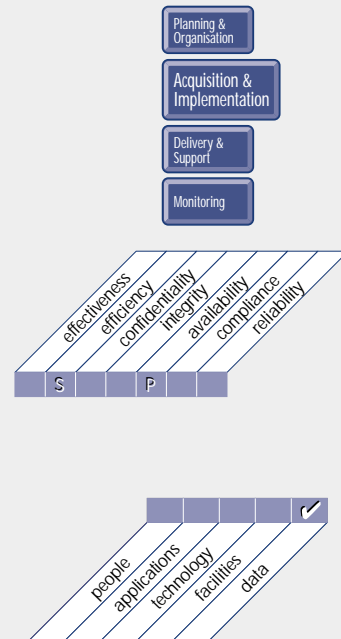 Planning &
Organisation
Acquisition &
Implementation
Delivery &
Support
Monitoring
effectiveness
efficiency
confidentiality
integrity
availability
compliance
reliability
S P
people
applications
technology
facilities
data